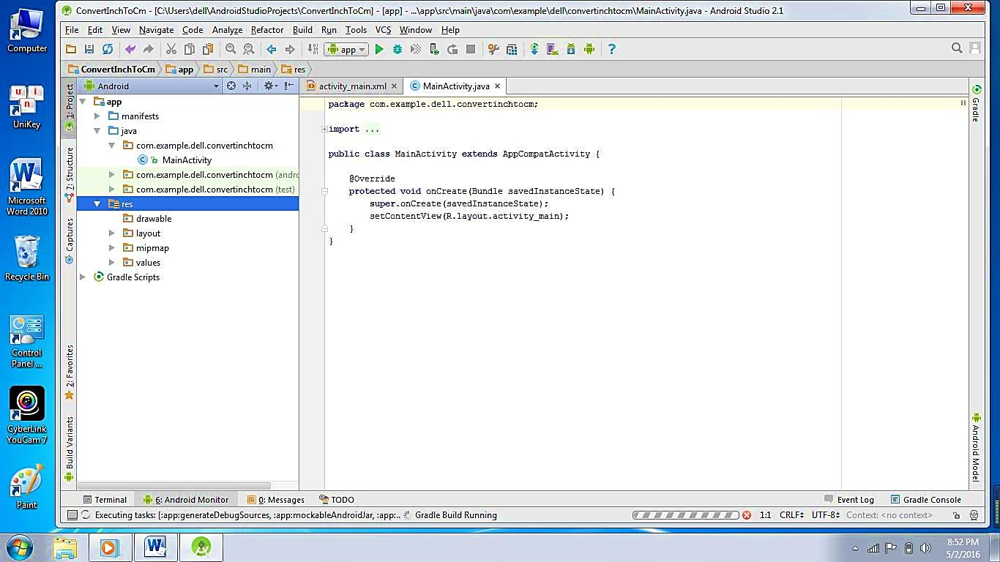 ConvertInchToCm - [C:\Users\dell\AndroidStudioProjects\ConvertInchToCm] - [app] - ...\app\src\main\java\com\example\dell\convertinchtocm\MainActivity.java - Android Studio 2.1
File Edit View Navigate Code Analyze Refactor Build Run Tools VCS Window Help
app
ConvertInchToCm app src main res
Android
activity_main.xml
MainActivity.java
app
manifests
java
com.example.dell.convertinchtocm
MainActivity
com.example.dell.convertinchtocm (andro
com.example.dell.convertinchtocm (test)
res
drawable
layout
mipmap
values
Gradle Scripts
package com.example.dell.convertinchtocm;
import ...
public class MainActivity extends AppCompatActivity {
@Override
protected void onCreate(Bundle savedInstanceState) {
super.onCreate(savedInstanceState);
setContentView(R.layout.activity_main);
}
}
1: Project
7: Structure
Captures
2: Favorites
Build Variants
Gradle
Android Model
Terminal 6: Android Monitor 0: Messages TODO Event Log Gradle Console
Executing tasks: [:app:generateDebugSources, :app:mockableAndroidJar, :app:.. Gradle Build Running 1:1 CRLF UTF-8 Context: <no context>
Computer
UniKey
Microsoft
Word 2010
Recycle Bin
Control
Panel ...
CyberLink
YouCam 7
Paint
8:52 PM
5/2/2016